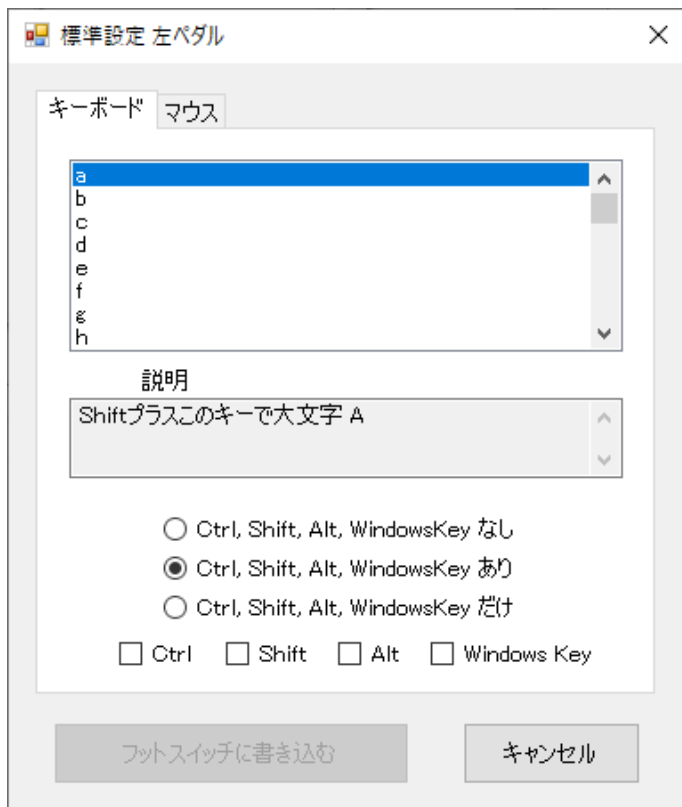 標準設定 左ペダル
キーボード マウス
a
b
c
d
e
f
g
h
説明
Shiftプラスこのキーで大文字 A
Ctrl, Shift, Alt, WindowsKey なし
Ctrl, Shift, Alt, WindowsKey あり
Ctrl, Shift, Alt, WindowsKey だけ
Ctrl Shift Alt Windows Key
フットスイッチに書き込む キャンセル